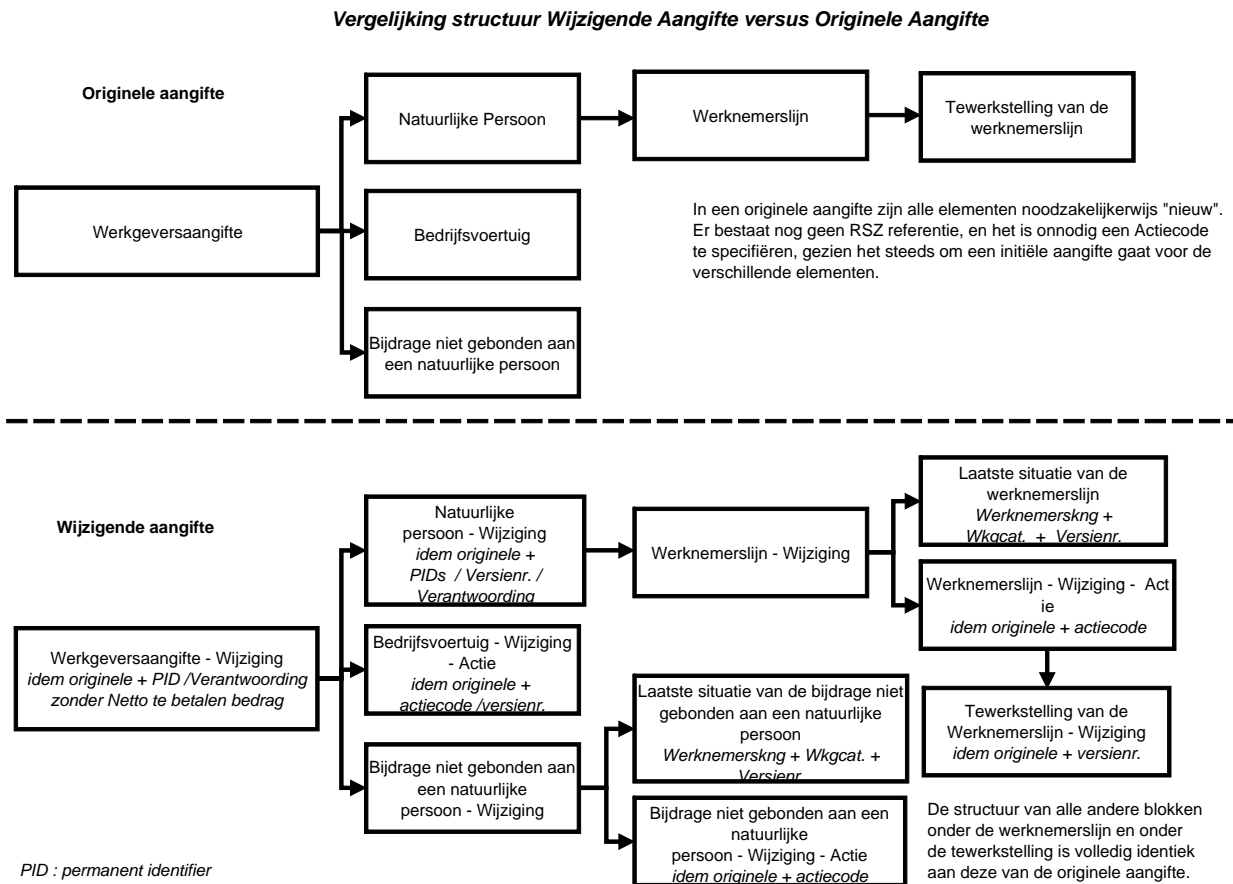 Vergelijking structuur Wijzigende Aangifte versus Originele Aangifte
Originele aangifte
Werkgeversaangifte
Natuurlijke Persoon
Werknemerslijn
Tewerkstelling van de
werknemerslijn
Bedrijfsvoertuig
Bijdrage niet gebonden aan
een natuurlijke persoon
In een originele aangifte zijn alle elementen noodzakelijkerwijs "nieuw".
Er bestaat nog geen RSZ referentie, en het is onnodig een Actiecode
te specifiëren, gezien het steeds om een initiële aangifte gaat voor de
verschillende elementen.
Wijzigende aangifte
Werkgeversaangifte - Wijziging
idem originele + PID /Verantwoording
zonder Netto te betalen bedrag
Natuurlijke
persoon - Wijziging
idem originele +
PIDs / Versienr. /
Verantwoording
Werknemerslijn - Wijziging
Laatste situatie van de
werknemerslijn
Werknemerskng +
Wkgcat. + Versienr.
Werknemerslijn - Wijziging - Act
ie
idem originele + actiecode
Tewerkstelling van de
Werknemerslijn - Wijziging
idem originele + versienr.
Bedrijfsvoertuig - Wijziging
- Actie
idem originele +
actiecode /versienr.
Bijdrage niet gebonden aan
een natuurlijke
persoon - Wijziging
Laatste situatie van de bijdrage niet
gebonden aan een natuurlijke
persoon
Werknemerskng + Wkgcat. +
Versienr
Bijdrage niet gebonden aan een
natuurlijke
persoon - Wijziging - Actie
idem originele + actiecode
De structuur van alle andere blokken
onder de werknemerslijn en onder
de tewerkstelling is volledig identiek
aan deze van de originele aangifte.
PID : permanent identifier